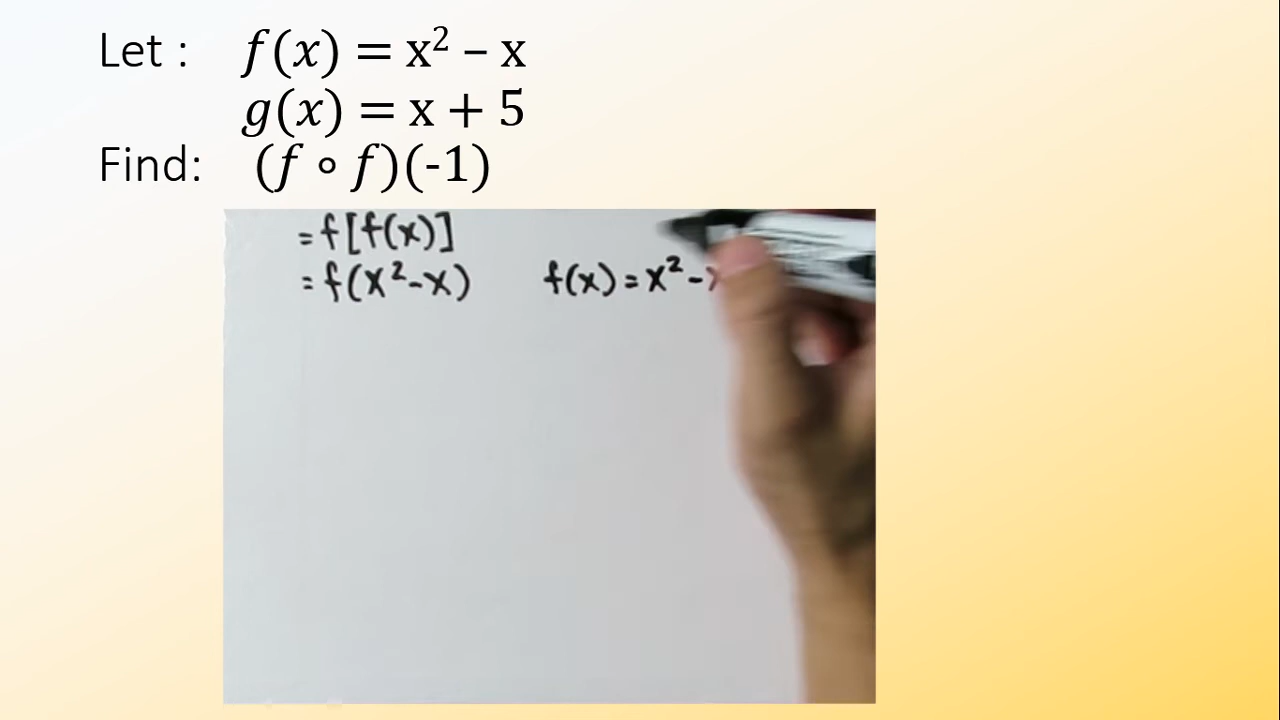 Let : f(x) = x² – x
g(x) = x + 5
Find: (f ∘ f)(-1)
= f[f(x)]
= f(x²-x) f(x) = x² -